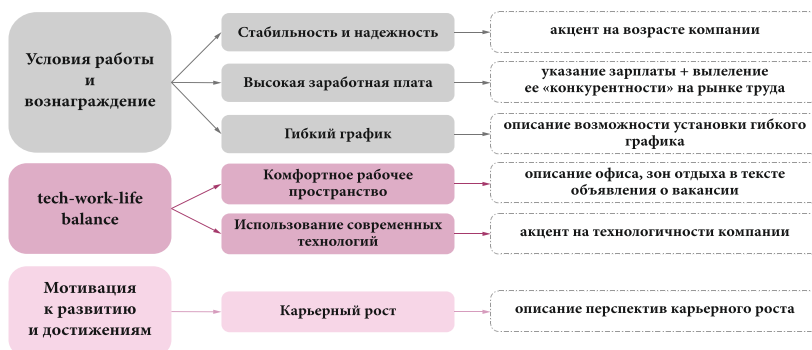 Условия работы
и
вознаграждение
Стабильность и надежность
акцент на возрасте компании
Высокая заработная плата
указание зарплаты + вылеление
ее «конкурентности» на рынке труда
Гибкий график
описание возможности установки гибкого
графика
tech-work-life
balance
Комфортное рабочее
пространство
описание офиса, зон отдыха в тексте
объявления о вакансии
Использование современных
технологий
акцент на технологичности компании
Мотивация
к развитию
и достижениям
Карьерный рост
описание перспектив карьерного роста